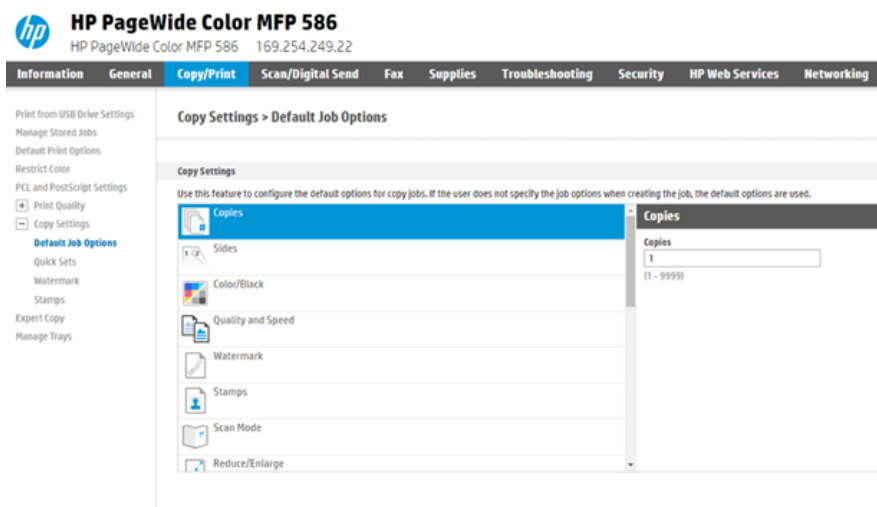 hp
HP PageWide Color MFP 586
HP PageWide Color MFP 586 169.254.249.22
Information General Copy/Print Scan/Digital Send Fax Supplies Troubleshooting Security HP Web Services Networking
Print from USB Drive Settings
Manage Stored Jobs
Default Print Options
Restrict Color
PCL and PostScript Settings
+ Print Quality
- Copy Settings
Default Job Options
Quick Sets
Watermark
Stamps
Expert Copy
Manage Trays
Copy Settings > Default Job Options
Copy Settings
Use this feature to configure the default options for copy jobs. If the user does not specify the job options when creating the job, the default options are used.
Copies
Sides
Color/Black
Quality and Speed
Watermark
Stamps
Scan Mode
Reduce/Enlarge
Copies
Copies
1
(1 - 9999)